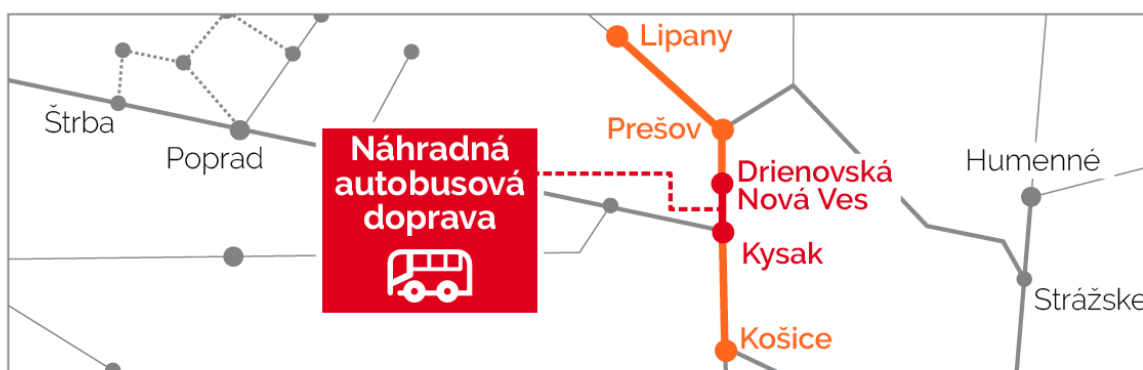 Lipany
Štrba
Prešov
Poprad
Náhradná
autobusová
doprava
Drienovská
Nová Ves
Humenné
Kysak
Strážske
Košice